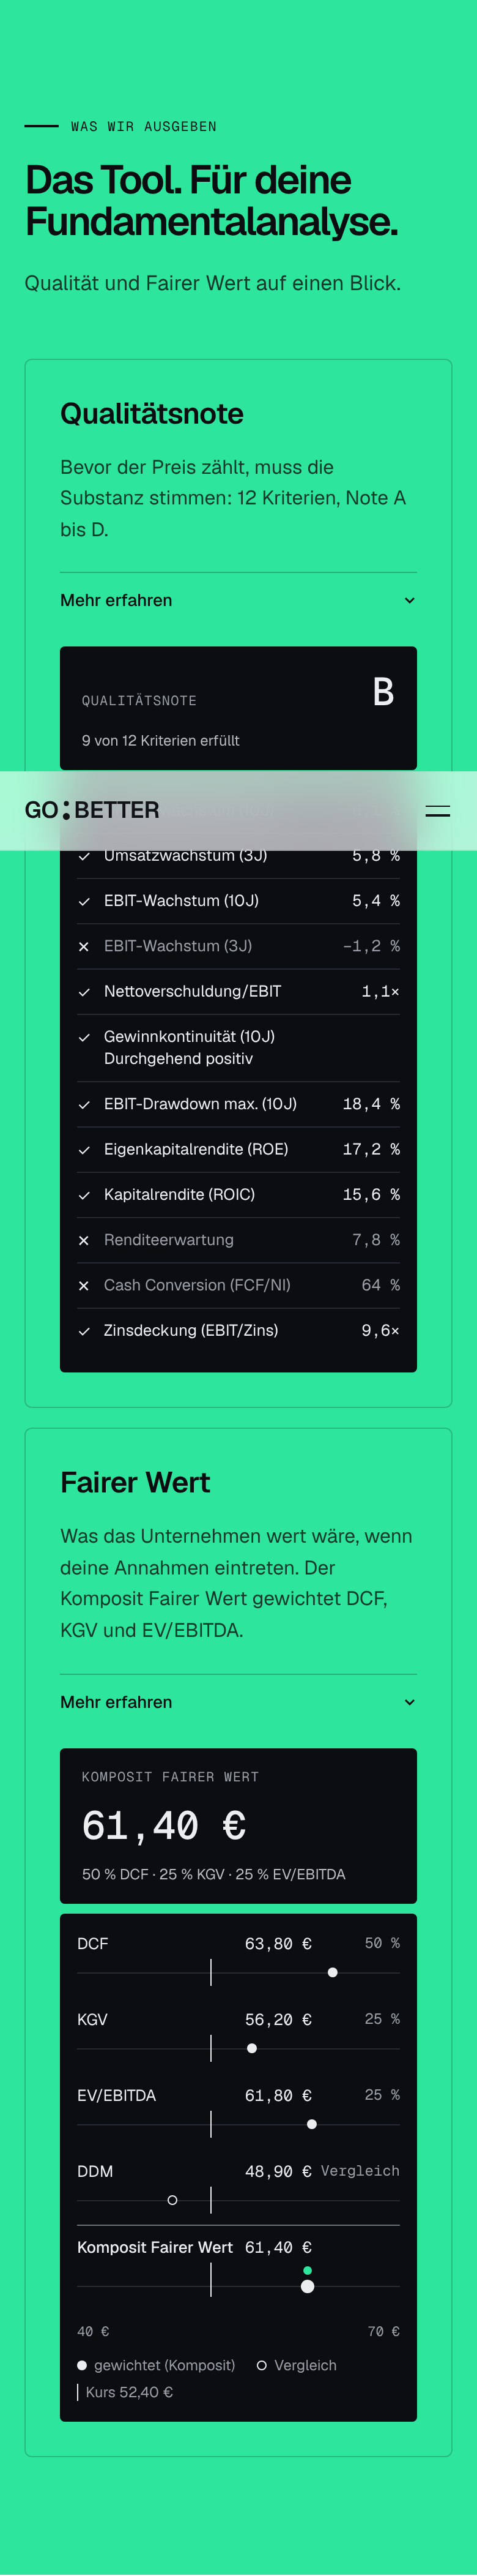 WAS WIR AUSGEBEN
Das Tool. Für deine
Fundamentalanalyse.
Qualität und Fairer Wert auf einen Blick.
Qualitätsnote
Bevor der Preis zählt, muss die
Substanz stimmen: 12 Kriterien, Note A
bis D.
Mehr erfahren
QUALITÄTSNOTE B
9 von 12 Kriterien erfüllt
GO:BETTER
Umsatzwachstum (3J) 5,8 %
EBIT-Wachstum (10J) 5,4 %
EBIT-Wachstum (3J) −1,2 %
Nettoverschuldung/EBIT 1,1×
Gewinnkontinuität (10J)
Durchgehend positiv
EBIT-Drawdown max. (10J) 18,4 %
Eigenkapitalrendite (ROE) 17,2 %
Kapitalrendite (ROIC) 15,6 %
Renditeerwartung 7,8 %
Cash Conversion (FCF/NI) 64 %
Zinsdeckung (EBIT/Zins) 9,6×
Fairer Wert
Was das Unternehmen wert wäre, wenn
deine Annahmen eintreten. Der
Komposit Fairer Wert gewichtet DCF,
KGV und EV/EBITDA.
Mehr erfahren
KOMPOSIT FAIRER WERT
61,40 €
50 % DCF · 25 % KGV · 25 % EV/EBITDA
DCF 63,80 € 50 %
KGV 56,20 € 25 %
EV/EBITDA 61,80 € 25 %
DDM 48,90 € Vergleich
Komposit Fairer Wert 61,40 €
40 € 70 €
gewichtet (Komposit) Vergleich
Kurs 52,40 €